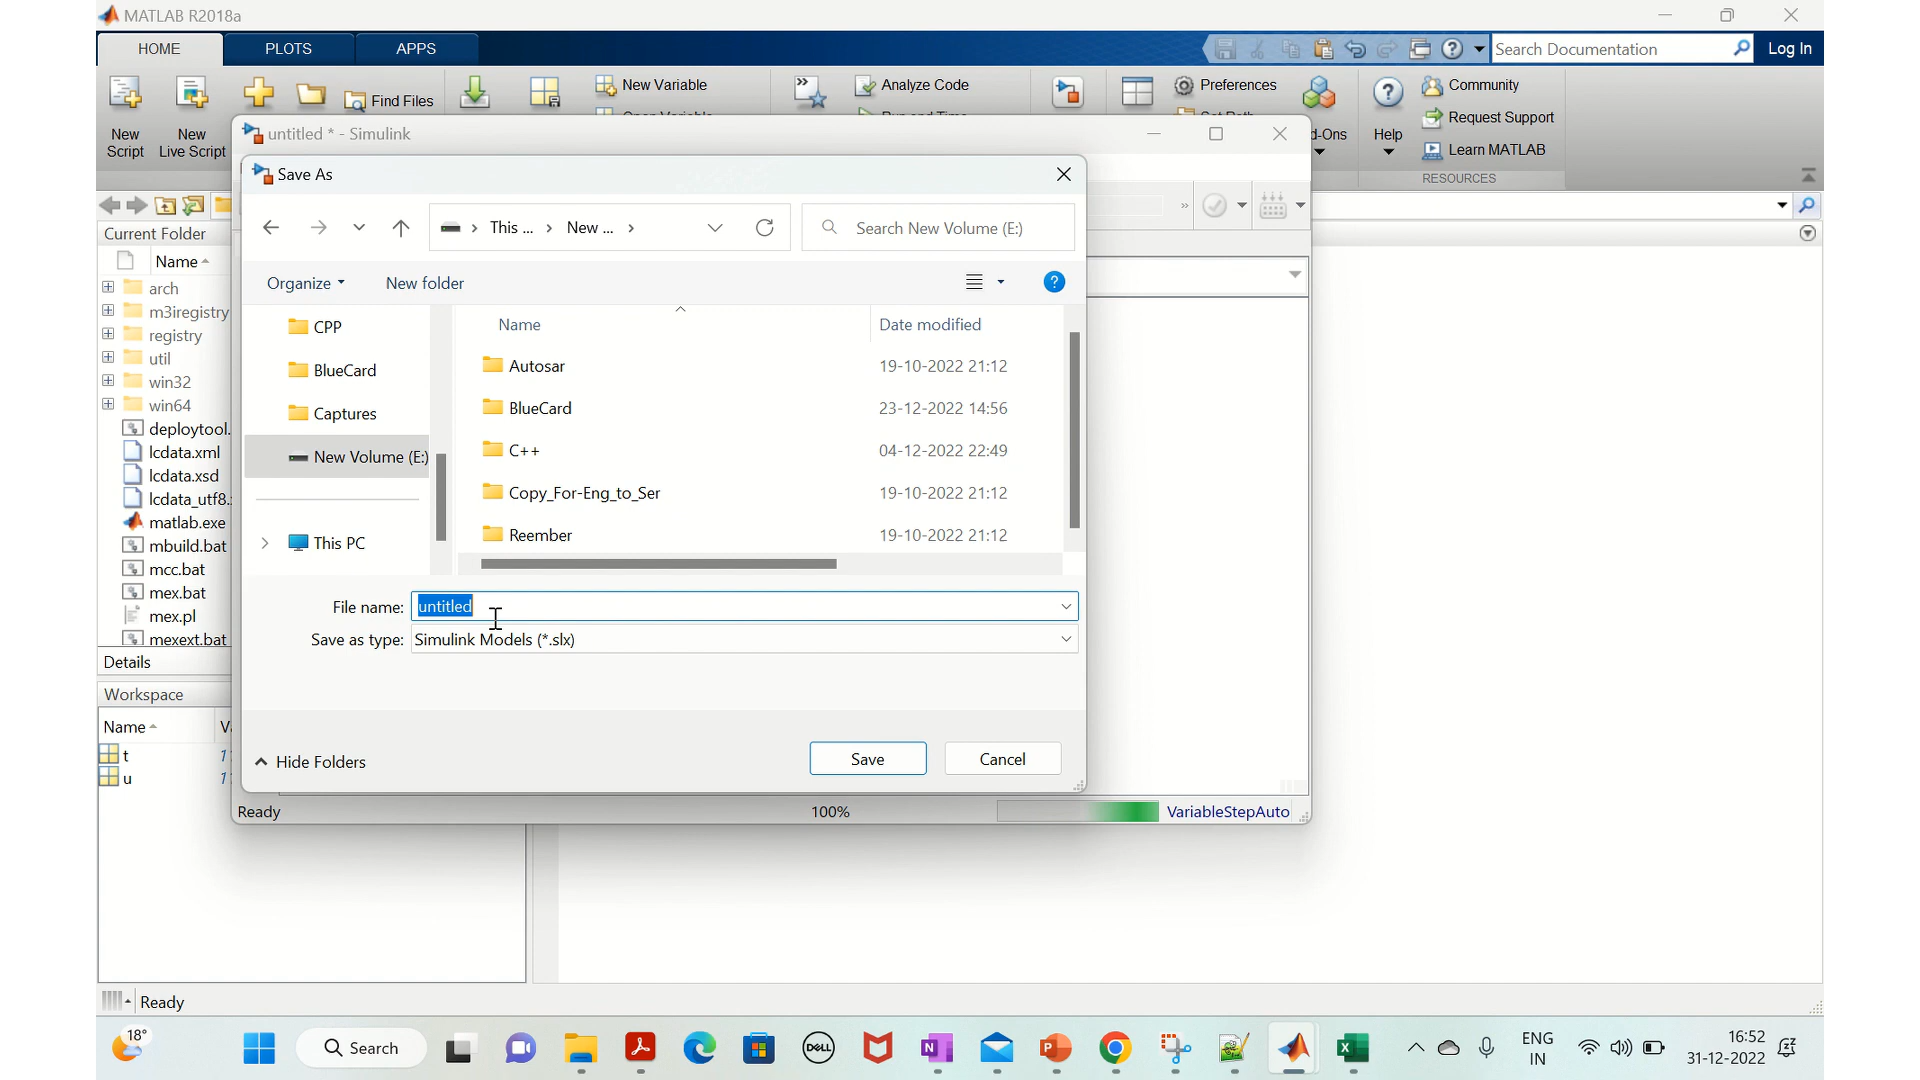 MATLAB R2018a
HOME PLOTS APPS
Search Documentation
Log In
New Script
New Live Script
Find Files
New Variable
Analyze Code
Preferences
Community
Request Support
Help
Learn MATLAB
RESOURCES
untitled * - Simulink
Save As
This ... › New ... ›
Search New Volume (E:)
Organize
New folder
Current Folder
Name
arch
m3iregistry
registry
util
win32
win64
deploytool.
lcdata.xml
lcdata.xsd
lcdata_utf8.
matlab.exe
mbuild.bat
mcc.bat
mex.bat
mex.pl
mexext.bat
Details
Workspace
Name
t
u
CPP
BlueCard
Captures
New Volume (E:)
This PC
Name Date modified
Autosar 19-10-2022 21:12
BlueCard 23-12-2022 14:56
C++ 04-12-2022 22:49
Copy_For-Eng_to_Ser 19-10-2022 21:12
Reember 19-10-2022 21:12
File name: untitled
Save as type: Simulink Models (*.slx)
Hide Folders
Save Cancel
Ready 100% VariableStepAuto
Ready
18°
Search
DELL
ENG
IN
16:52
31-12-2022